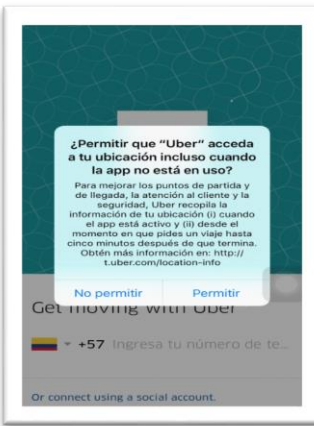 ¿Permitir que “Uber” acceda
a tu ubicación incluso cuando
la app no está en uso?
Para mejorar los puntos de partida y
de llegada, la atención al cliente y la
seguridad, Uber recopila la
información de tu ubicación (i) cuando
el app está activo y (ii) desde el
momento en que pides un viaje hasta
cinco minutos después de que termina.
Obtén más información en: http://
t.uber.com/location-info
No permitir Permitir
Get moving with Uber
+57 Ingresa tu número de te...
Or connect using a social account.